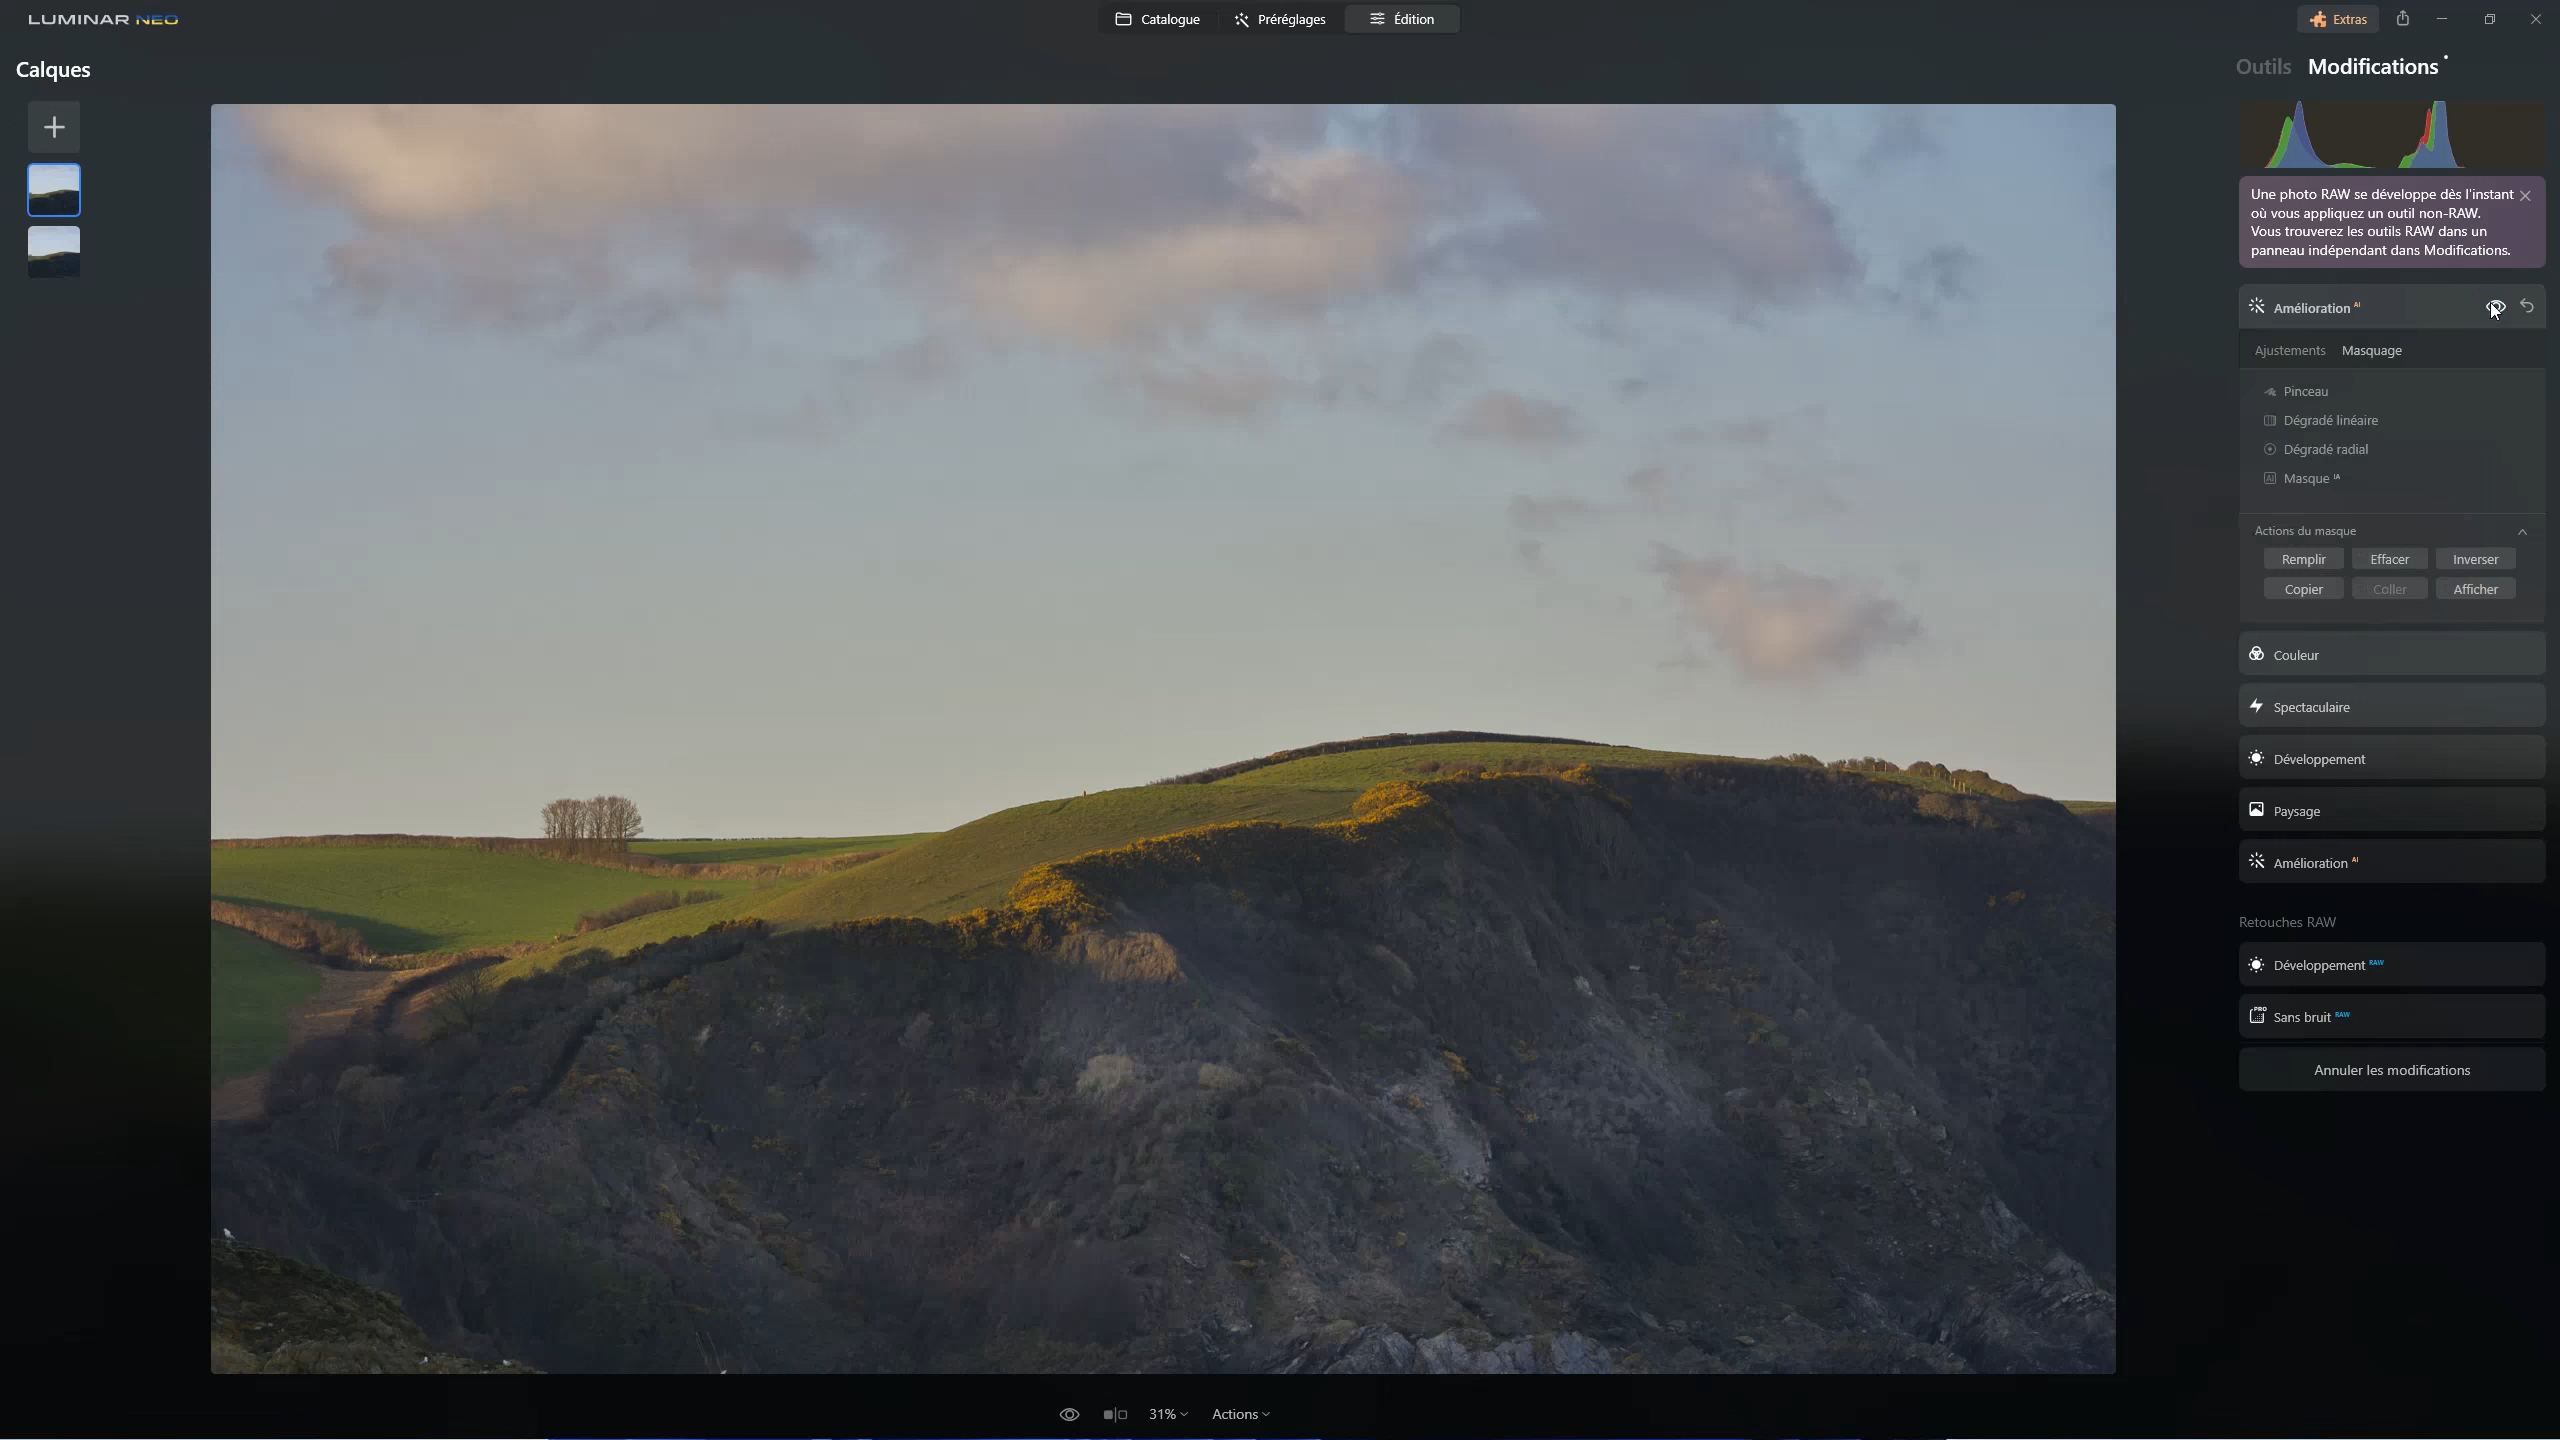 LUMINAR NEO
Catalogue
Préréglages
Édition
Extras
Calques
Outils Modifications
Une photo RAW se développe dès l'instant
où vous appliquez un outil non-RAW.
Vous trouverez les outils RAW dans un
panneau indépendant dans Modifications.
Amélioration AI
Ajustements Masquage
Pinceau
Dégradé linéaire
Dégradé radial
AI Masque IA
Actions du masque
Remplir Effacer Inverser
Copier Coller Afficher
Couleur
Spectaculaire
Développement
Paysage
Amélioration AI
Retouches RAW
Développement RAW
PRO Sans bruit RAW
Annuler les modifications
31% Actions